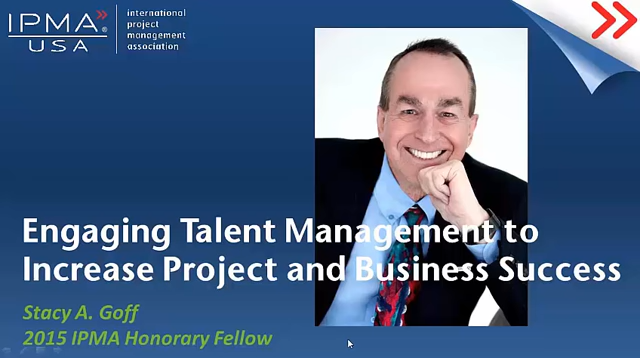 IPMA®
USA
international
project
management
association
Engaging Talent Management to
Increase Project and Business Success
Stacy A. Goff
2015 IPMA Honorary Fellow